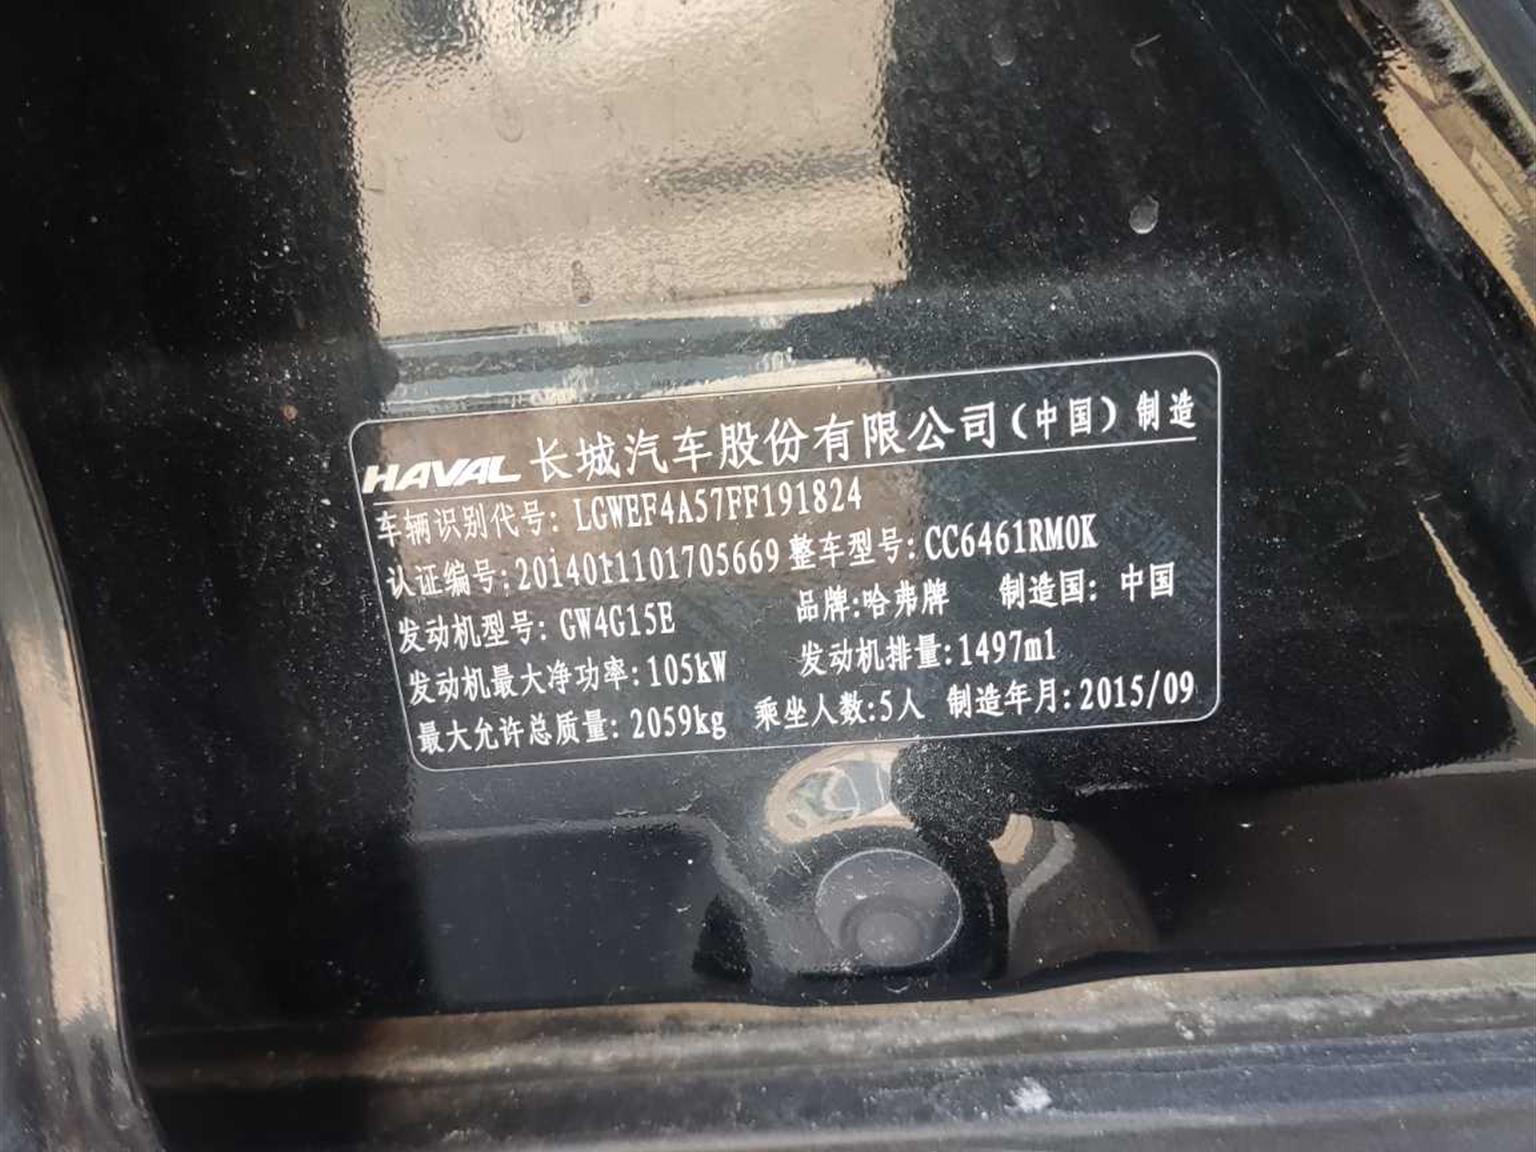 HAVAL 长城汽车股份有限公司(中国)制造
车辆识别代号: LGWEF4A57FF191824
认证编号:2014011101705669 整车型号:CC6461RM0K
发动机型号: GW4G15E 品牌:哈弗牌 制造国: 中国
发动机最大净功率:105kW 发动机排量:1497ml
最大允许总质量: 2059kg 乘坐人数:5人 制造年月:2015/09